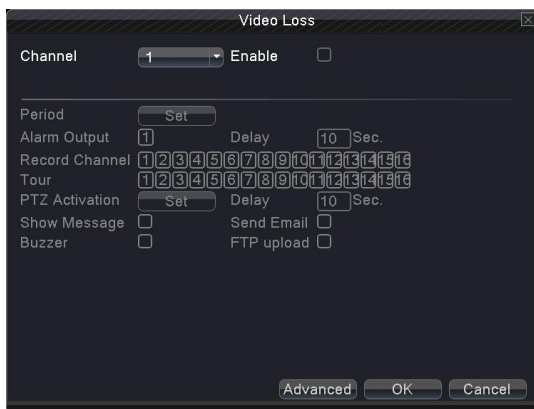 Video Loss
Channel 1 Enable
Period Set
Alarm Output 1 Delay 10 Sec.
Record Channel 1 2 3 4 5 6 7 8 9 10 11 12 13 14 15 16
Tour 1 2 3 4 5 6 7 8 9 10 11 12 13 14 15 16
PTZ Activation Set Delay 10 Sec.
Show Message Send Email
Buzzer FTP upload
Advanced OK Cancel